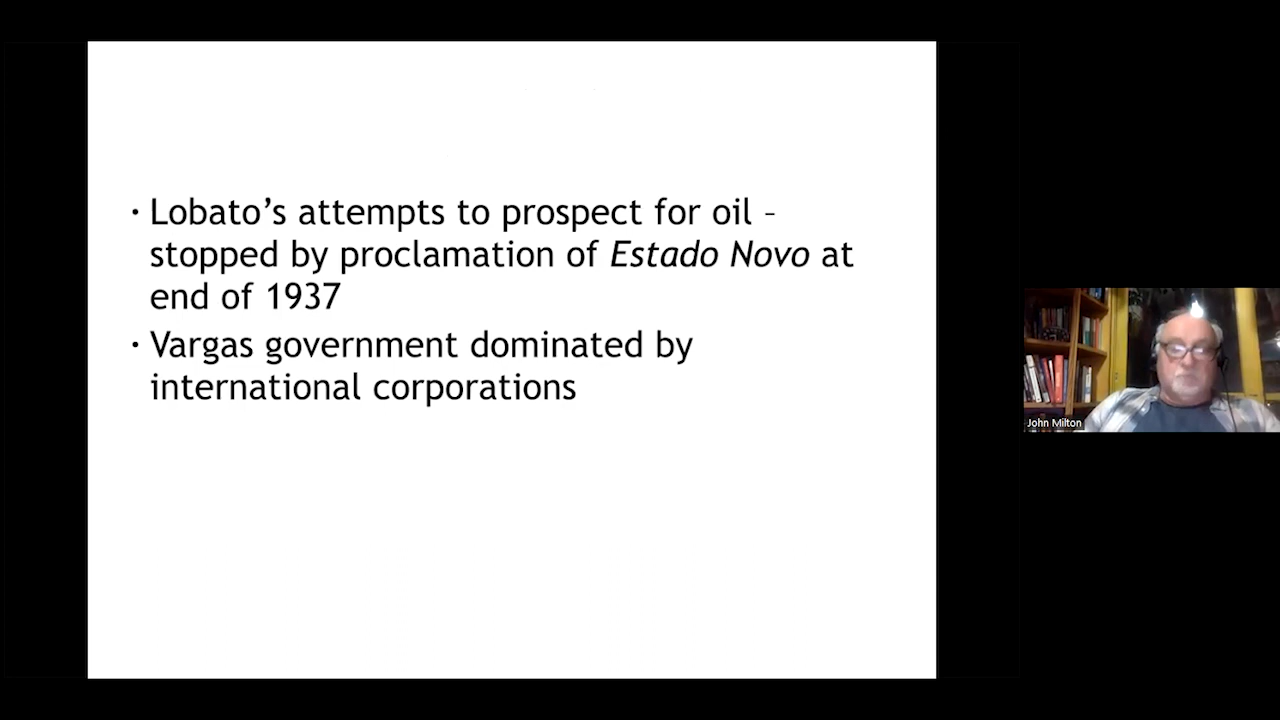 · Lobato’s attempts to prospect for oil –
stopped by proclamation of Estado Novo at
end of 1937
· Vargas government dominated by
international corporations
John Milton